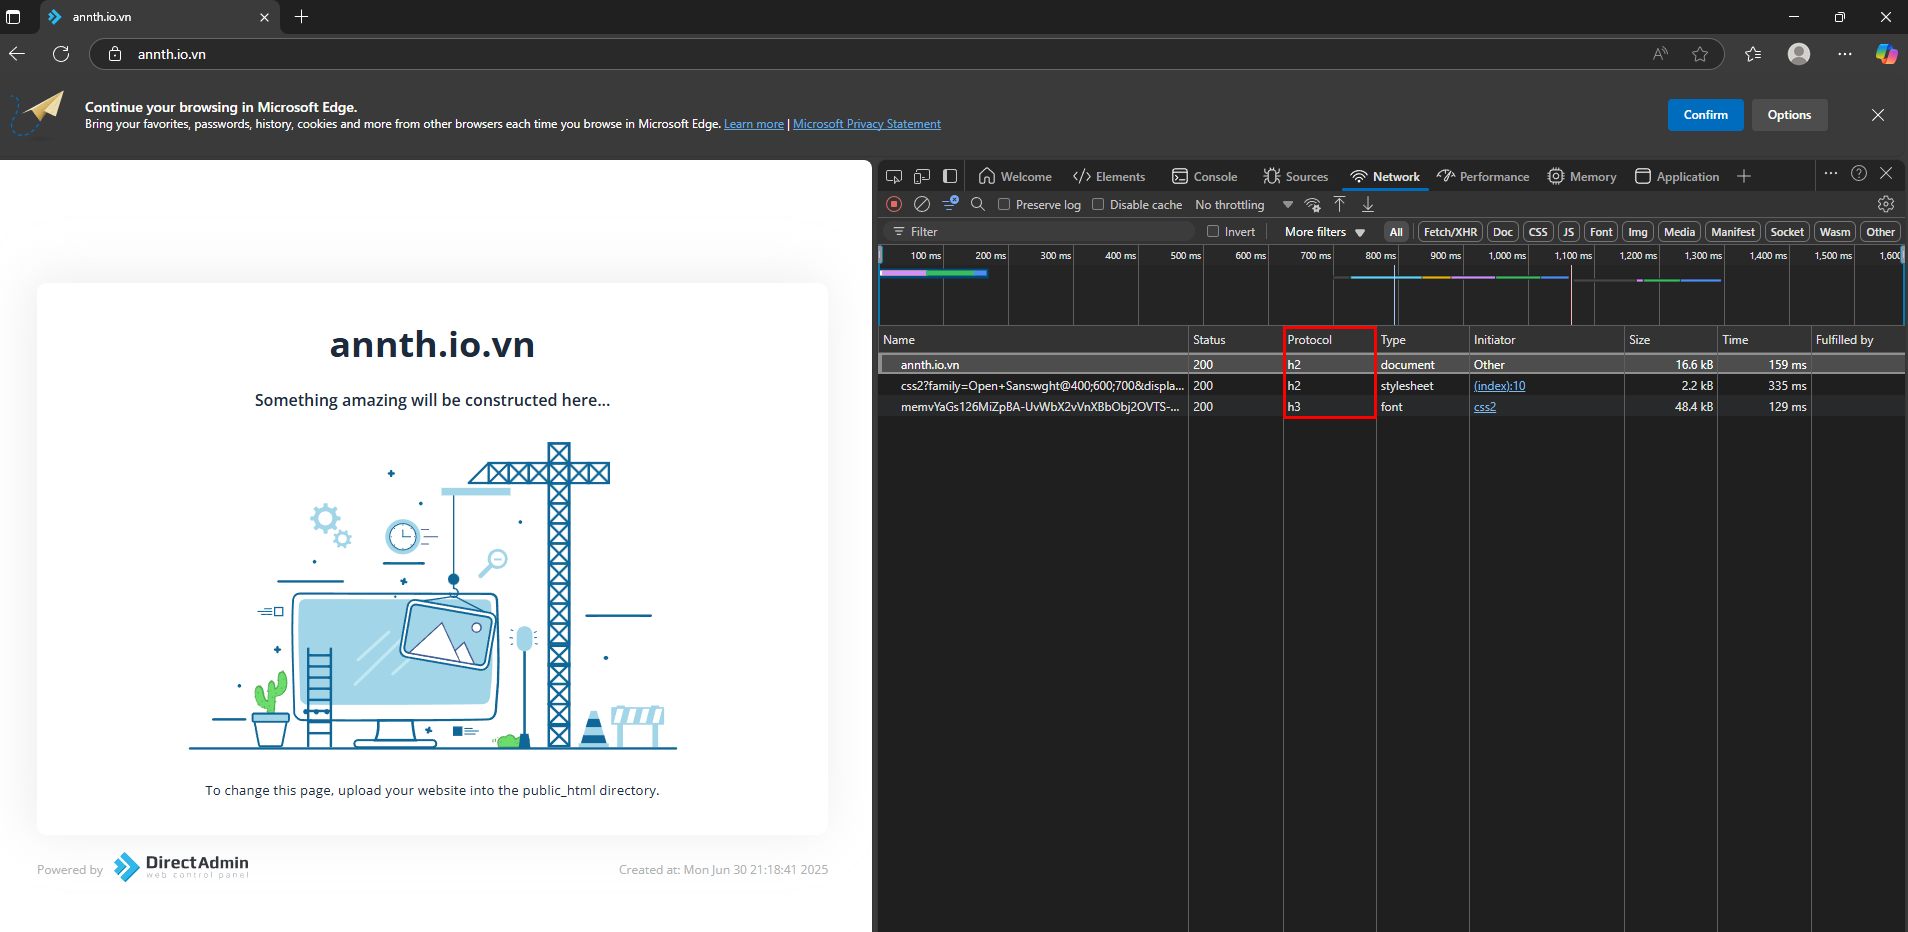 annth.io.vn
annth.io.vn
Continue your browsing in Microsoft Edge.
Bring your favorites, passwords, history, cookies and more from other browsers each time you browse in Microsoft Edge. Learn more | Microsoft Privacy Statement
Confirm
Options
annth.io.vn
Something amazing will be constructed here...
To change this page, upload your website into the public_html directory.
Powered by DirectAdmin
web control panel
Created at: Mon Jun 30 21:18:41 2025
Welcome Elements Console Sources Network Performance Memory Application
Preserve log Disable cache No throttling
Filter Invert More filters All Fetch/XHR Doc CSS JS Font Img Media Manifest Socket Wasm Other
100 ms 200 ms 300 ms 400 ms 500 ms 600 ms 700 ms 800 ms 900 ms 1,000 ms 1,100 ms 1,200 ms 1,300 ms 1,400 ms 1,500 ms 1,600
Name Status Protocol Type Initiator Size Time Fulfilled by
annth.io.vn 200 h2 document Other 16.6 kB 159 ms
css2?family=Open+Sans:wght@400;600;700&displa... 200 h2 stylesheet (index):10 2.2 kB 335 ms
memvYaGs126MiZpBA-UvWbX2vVnXBbObj2OVTS-... 200 h3 font css2 48.4 kB 129 ms